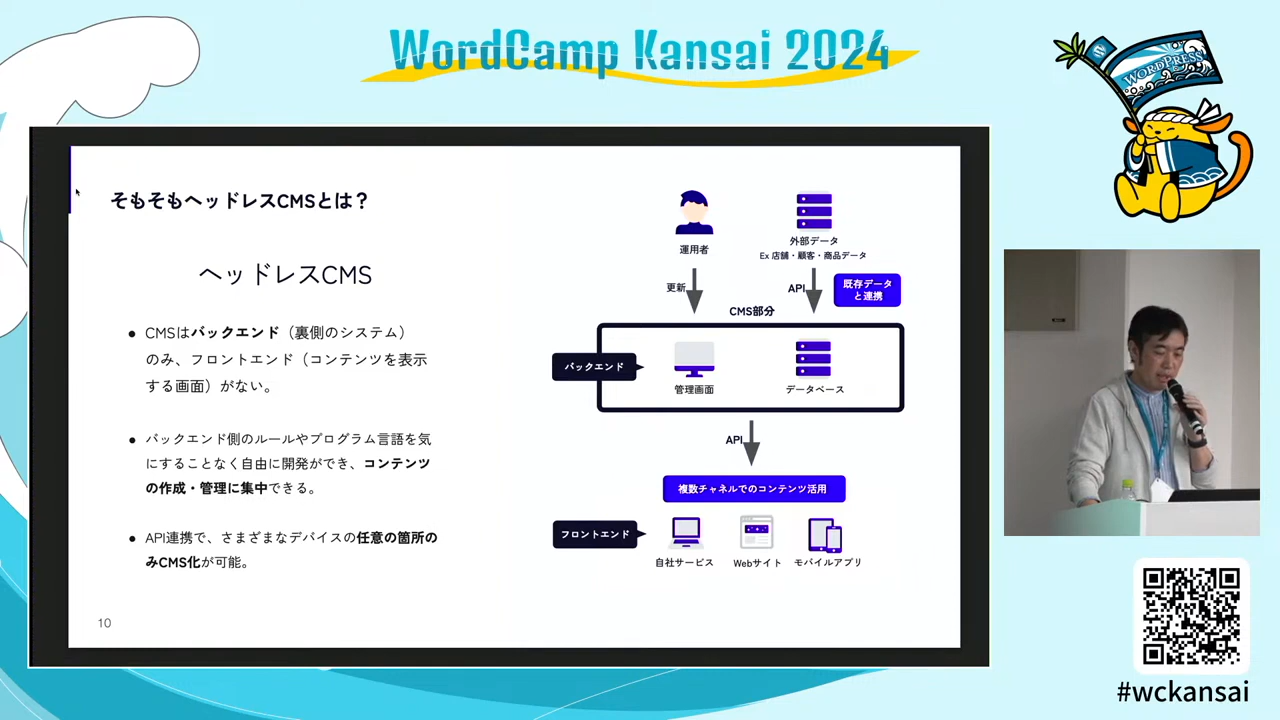 WordCamp Kansai 2024
W
WORDPRESS
そもそもヘッドレスCMSとは？
ヘッドレスCMS
● CMSはバックエンド（裏側のシステム）
のみ、フロントエンド（コンテンツを表示
する画面）がない。
● バックエンド側のルールやプログラム言語を気
にすることなく自由に開発ができ、コンテンツ
の作成・管理に集中できる。
● API連携で、さまざまなデバイスの任意の箇所の
みCMS化が可能。
10
運用者
外部データ
Ex 店舗・顧客・商品データ
更新
API
既存データ
と連携
CMS部分
バックエンド
管理画面
データベース
API
複数チャネルでのコンテンツ活用
フロントエンド
自社サービス
Webサイト
モバイルアプリ
#wckansai